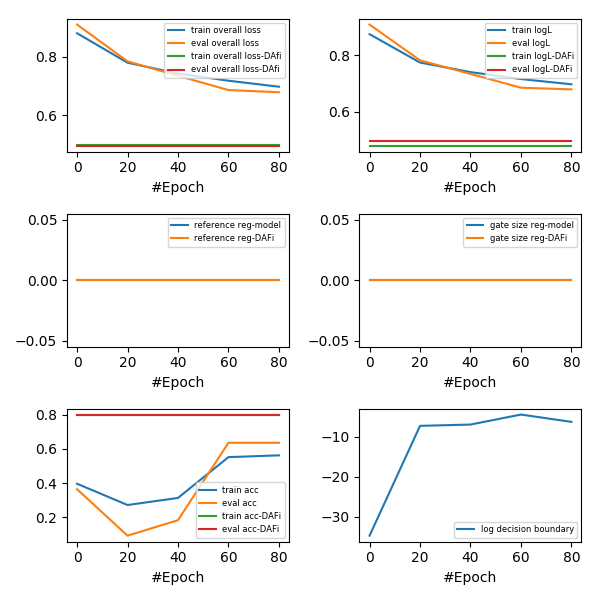 0.8
0.6
train overall loss
eval overall loss
train overall loss-DAfi
eval overall loss-DAfi
0 20 40 60 80
#Epoch
0.8
0.6
train logL
eval logL
train logL-DAFi
eval logL-DAFi
0 20 40 60 80
#Epoch
0.05
0.00
−0.05
reference reg-model
reference reg-DAFi
0 20 40 60 80
#Epoch
0.05
0.00
−0.05
gate size reg-model
gate size reg-DAFi
0 20 40 60 80
#Epoch
0.8
0.6
0.4
0.2
train acc
eval acc
train acc-DAFi
eval acc-DAFi
0 20 40 60 80
#Epoch
−10
−20
−30
log decision boundary
0 20 40 60 80
#Epoch